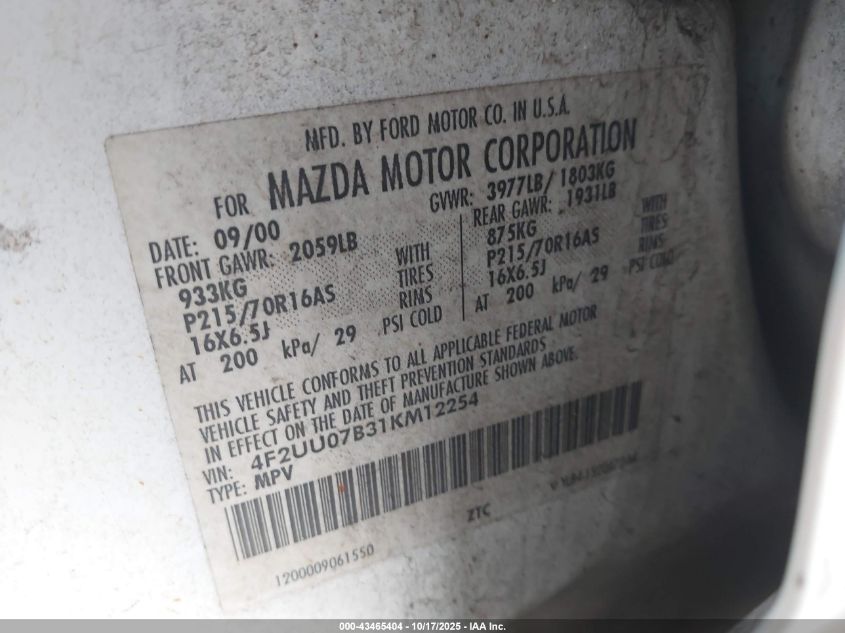 MFD. BY FORD MOTOR CO. IN U.S.A.
FOR MAZDA MOTOR CORPORATION
DATE: 09/00 GVWR: 3977LB/ 1803KG
FRONT GAWR: 2059LB REAR GAWR: 1931LB
933KG WITH 875KG WITH
P215/70R16AS TIRES P215/70R16AS TIRES
16X6.5J RIMS 16X6.5J RIMS
AT 200 kPa/ 29 PSI COLD AT 200 kPa/ 29 PSI COLD
THIS VEHICLE CONFORMS TO ALL APPLICABLE FEDERAL MOTOR
VEHICLE SAFETY AND THEFT PREVENTION STANDARDS
IN EFFECT ON THE DATE OF MANUFACTURE SHOWN ABOVE.
VIN: 4F2UU07B31KM12254
TYPE: MPV
ZTC
1200009061550
000-43465404 | 10/17/2025 | IAA Inc.